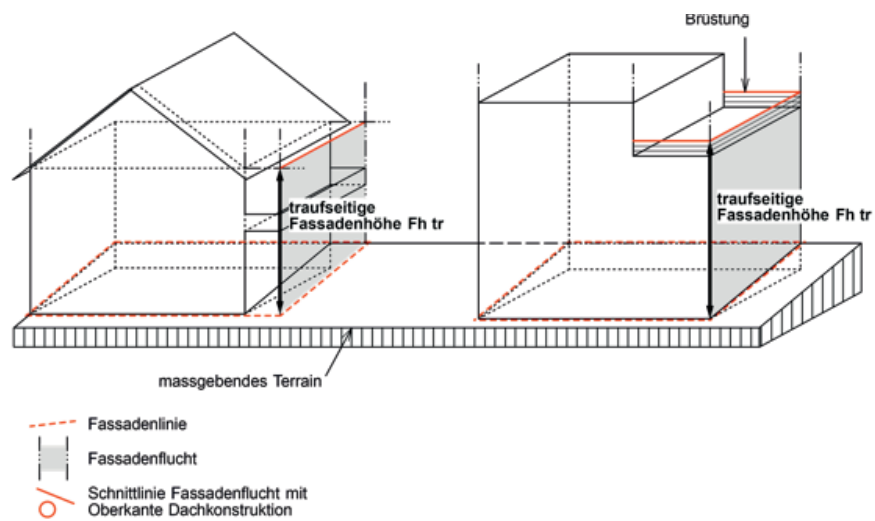 Brüstung
traufseitige
Fassadenhöhe Fh tr
traufseitige
Fassadenhöhe Fh tr
massgebendes Terrain
Fassadenlinie
Fassadenflucht
Schnittlinie Fassadenflucht mit
Oberkante Dachkonstruktion